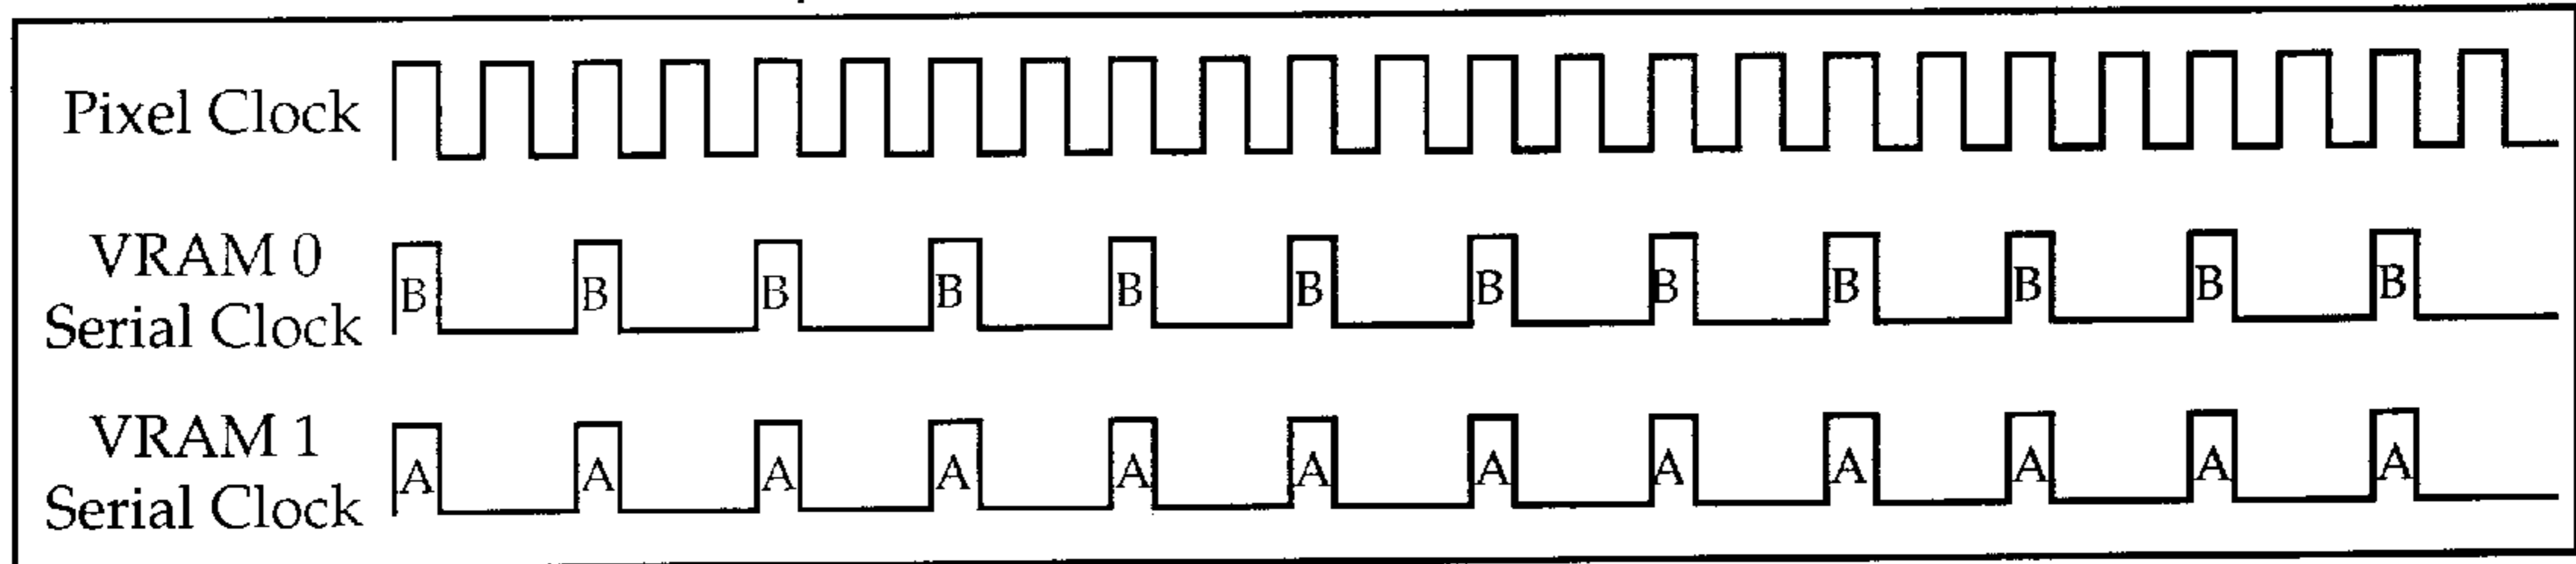 Pixel Clock
VRAM 0
Serial Clock
B B B B B B B B B B B B
VRAM 1
Serial Clock
A A A A A A A A A A A A